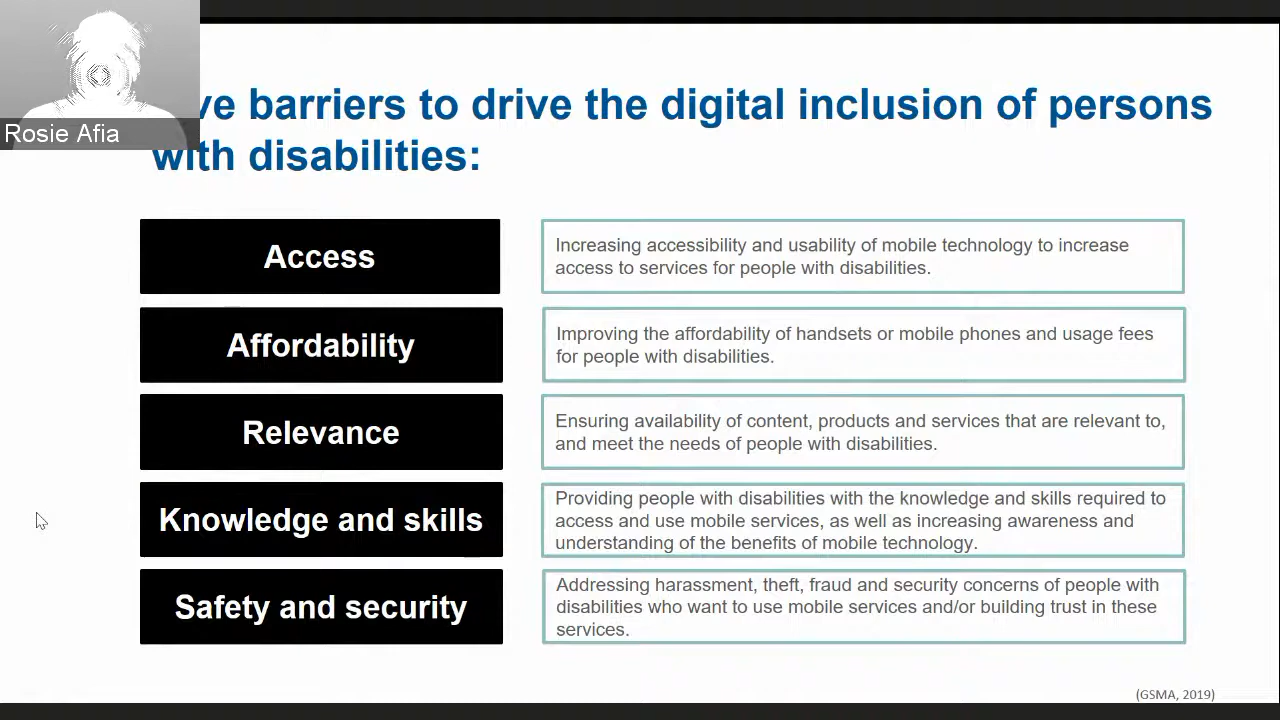 Rosie Afia
ve barriers to drive the digital inclusion of persons
with disabilities:
Access
Increasing accessibility and usability of mobile technology to increase
access to services for people with disabilities.
Affordability
Improving the affordability of handsets or mobile phones and usage fees
for people with disabilities.
Relevance
Ensuring availability of content, products and services that are relevant to,
and meet the needs of people with disabilities.
Knowledge and skills
Providing people with disabilities with the knowledge and skills required to
access and use mobile services, as well as increasing awareness and
understanding of the benefits of mobile technology.
Safety and security
Addressing harassment, theft, fraud and security concerns of people with
disabilities who want to use mobile services and/or building trust in these
services.
(GSMA, 2019)